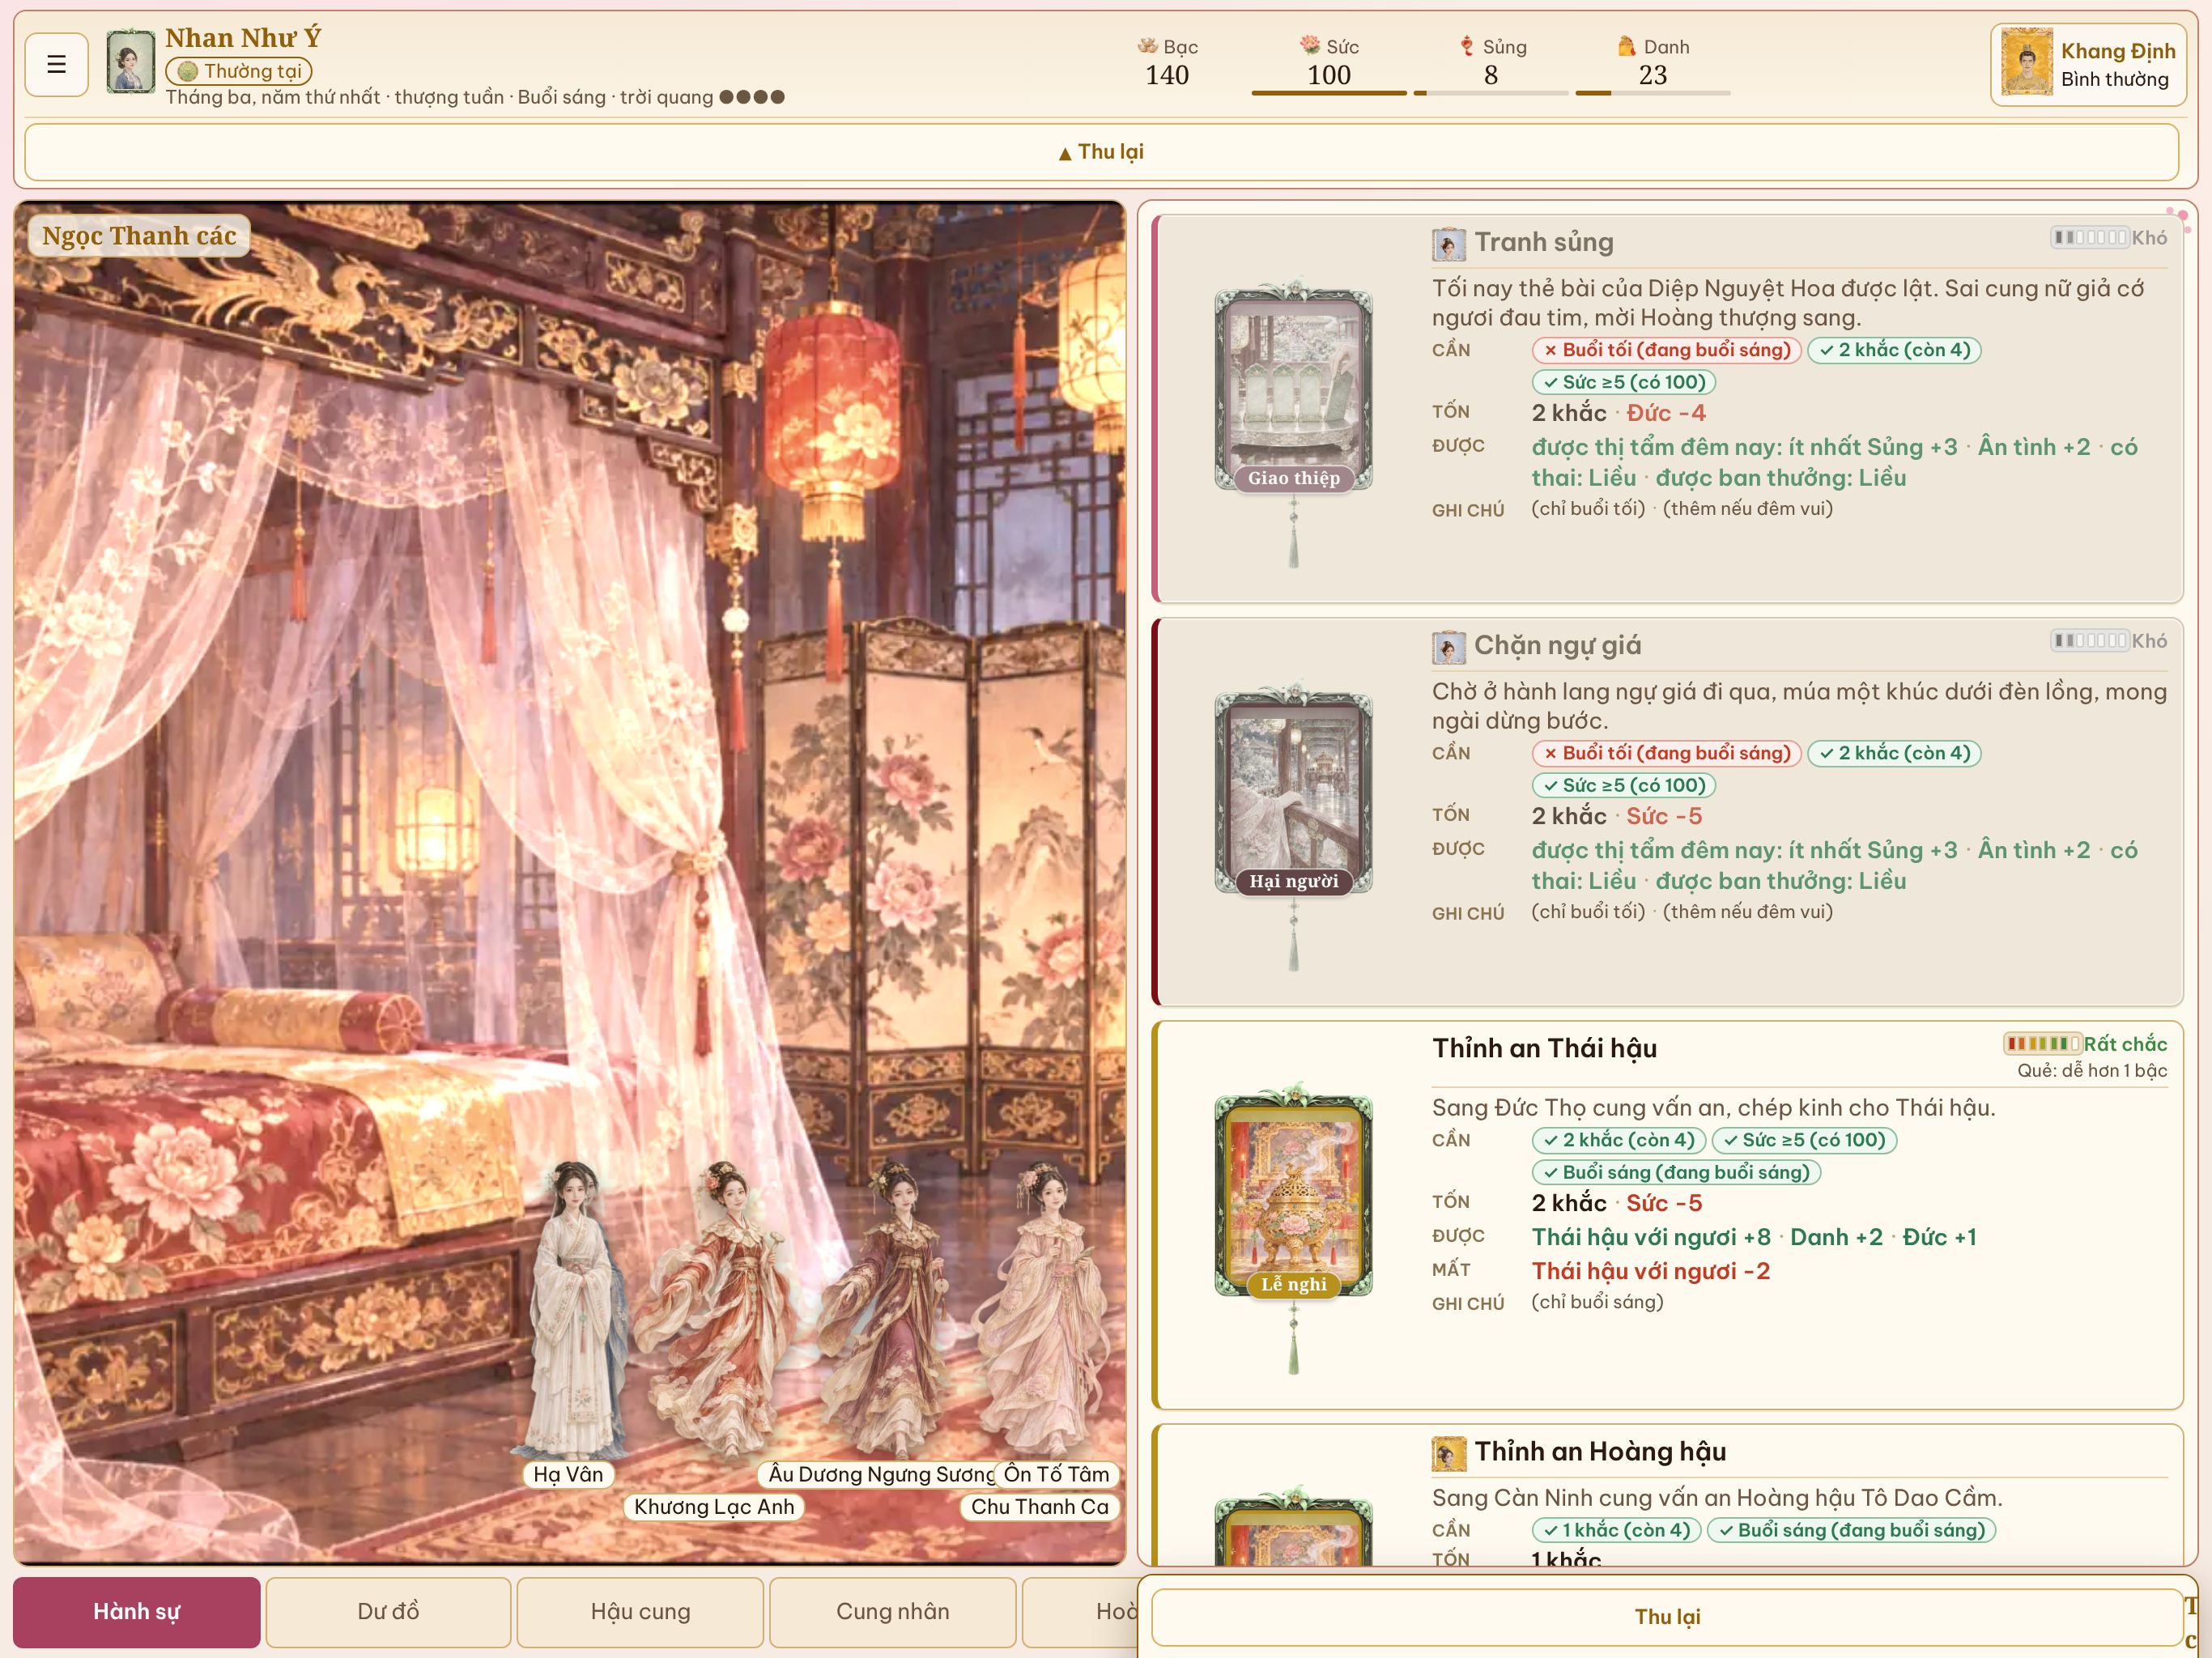 ☰
Nhan Như Ý
Thường tại
Tháng ba, năm thứ nhất · thượng tuần · Buổi sáng · trời quang ●●●●
Bạc
140
Sức
100
Sủng
8
Danh
23
Khang Định
Bình thường
▲ Thu lại
Ngọc Thanh các
Hạ Vân
Âu Dương Ngưng Sương
Ôn Tố Tâm
Khương Lạc Anh
Chu Thanh Ca
Tranh sủng
Khó
Tối nay thẻ bài của Diệp Nguyệt Hoa được lật. Sai cung nữ giả cớ
ngươi đau tim, mời Hoàng thượng sang.
CẦN
× Buổi tối (đang buổi sáng) ✓ 2 khắc (còn 4)
✓ Sức ≥5 (có 100)
TỐN
2 khắc · Đức -4
ĐƯỢC
được thị tẩm đêm nay: ít nhất Sủng +3 · Ân tình +2 · có
thai: Liều · được ban thưởng: Liều
GHI CHÚ
(chỉ buổi tối) · (thêm nếu đêm vui)
Giao thiệp
Chặn ngự giá
Khó
Chờ ở hành lang ngự giá đi qua, múa một khúc dưới đèn lồng, mong
ngài dừng bước.
CẦN
× Buổi tối (đang buổi sáng) ✓ 2 khắc (còn 4)
✓ Sức ≥5 (có 100)
TỐN
2 khắc · Sức -5
ĐƯỢC
được thị tẩm đêm nay: ít nhất Sủng +3 · Ân tình +2 · có
thai: Liều · được ban thưởng: Liều
GHI CHÚ
(chỉ buổi tối) · (thêm nếu đêm vui)
Hại người
Thỉnh an Thái hậu
Rất chắc
Quẻ: dễ hơn 1 bậc
Sang Đức Thọ cung vấn an, chép kinh cho Thái hậu.
CẦN
✓ 2 khắc (còn 4) ✓ Sức ≥5 (có 100)
✓ Buổi sáng (đang buổi sáng)
TỐN
2 khắc · Sức -5
ĐƯỢC
Thái hậu với ngươi +8 · Danh +2 · Đức +1
MẤT
Thái hậu với ngươi -2
GHI CHÚ
(chỉ buổi sáng)
Lễ nghi
Thỉnh an Hoàng hậu
Sang Càn Ninh cung vấn an Hoàng hậu Tô Dao Cầm.
CẦN
✓ 1 khắc (còn 4) ✓ Buổi sáng (đang buổi sáng)
TỐN
1 khắc
Hành sự
Dư đồ
Hậu cung
Cung nhân
Thu lại